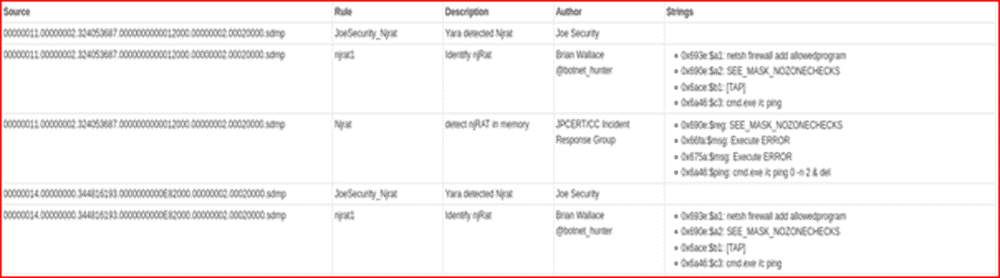 Source Rule Description Author Strings
00000011.00000002.324053687.0000000000012000.00000002.00020000.sdmp JoeSecurity_Njrat Yara detected Njrat Joe Security
00000011.00000002.324053687.0000000000012000.00000002.00020000.sdmp njrat1 Identify njRat Brian Wallace @botnet_hunter
0x693e:$a1: netsh firewall add allowedprogram
0x690e:$a2: SEE_MASK_NOZONECHECKS
0x6ace:$b1: [TAP]
0x6a46:$c3: cmd.exe /c ping
00000011.00000002.324053687.0000000000012000.00000002.00020000.sdmp Njrat detect njRAT in memory JPCERT/CC Incident Response Group
0x690e:$reg: SEE_MASK_NOZONECHECKS
0x66fa:$msg: Execute ERROR
0x675a:$msg: Execute ERROR
0x6a46:$ping: cmd.exe /c ping 0 -n 2 & del
00000014.00000000.344816193.0000000000E82000.00000002.00020000.sdmp JoeSecurity_Njrat Yara detected Njrat Joe Security
00000014.00000000.344816193.0000000000E82000.00000002.00020000.sdmp njrat1 Identify njRat Brian Wallace @botnet_hunter
0x693e:$a1: netsh firewall add allowedprogram
0x690e:$a2: SEE_MASK_NOZONECHECKS
0x6ace:$b1: [TAP]
0x6a46:$c3: cmd.exe /c ping